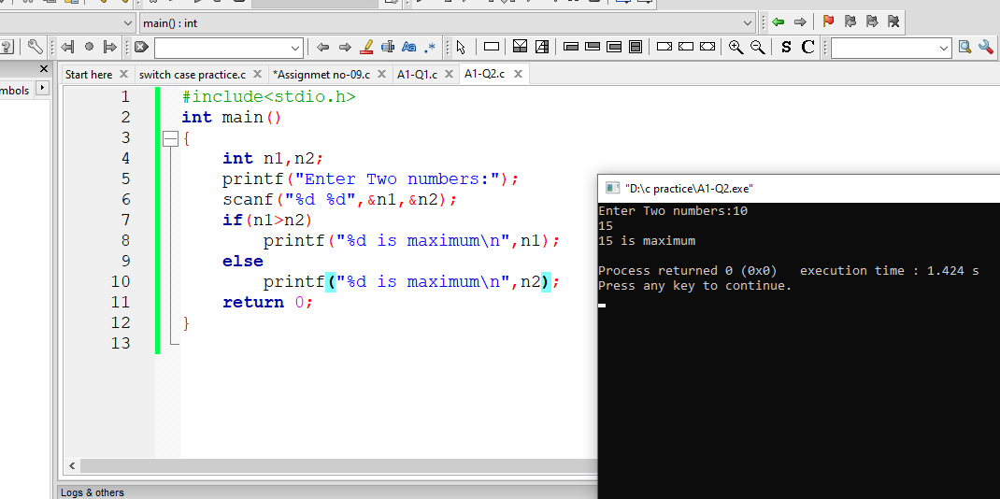 main() : int
S C
Start here
switch case practice.c
*Assignmet no-09.c
A1-Q1.c
A1-Q2.c
mbols
1 #include<stdio.h>
2 int main()
3 {
4 int n1,n2;
5 printf("Enter Two numbers:");
6 scanf("%d %d",&n1,&n2);
7 if(n1>n2)
8 printf("%d is maximum\n",n1);
9 else
10 printf("%d is maximum\n",n2);
11 return 0;
12 }
13
"D:\c practice\A1-Q2.exe"
Enter Two numbers:10
15
15 is maximum
Process returned 0 (0x0)   execution time : 1.424 s
Press any key to continue.
Logs & others